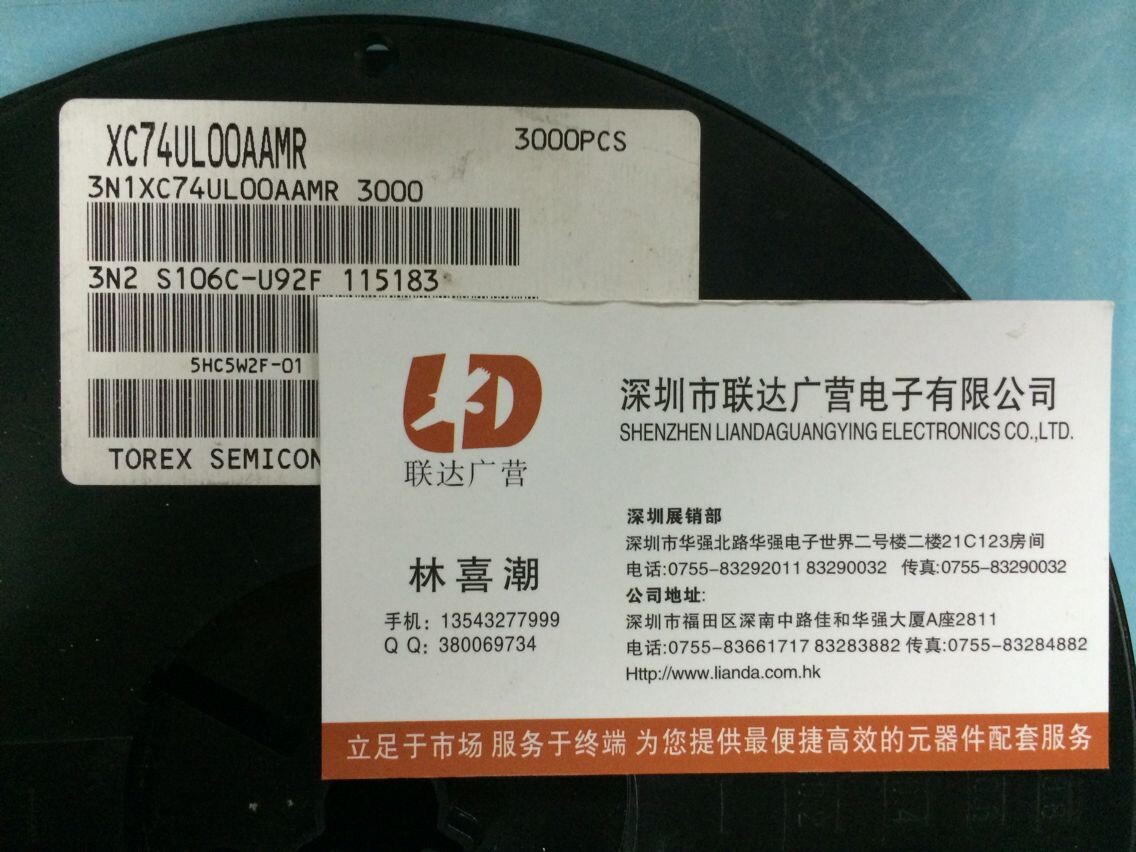 XC74UL00AAMR
3000PCS
3N1XC74UL00AAMR 3000
3N2 S106C-U92F 115183
5HC5W2F-01
TOREX SEMICON
LD
联达广营
深圳市联达广营电子有限公司
SHENZHEN LIANDAGUANGYING ELECTRONICS CO.,LTD.
林喜潮
手机：13543277999
Q Q：380069734
深圳展销部
深圳市华强北路华强电子世界二号楼二楼21C123房间
电话:0755-83292011 83290032 传真:0755-83290032
公司地址:
深圳市福田区深南中路佳和华强大厦A座2811
电话:0755-83661717 83283882 传真:0755-83284882
Http://www.lianda.com.hk
立足于市场 服务于终端 为您提供最便捷高效的元器件配套服务